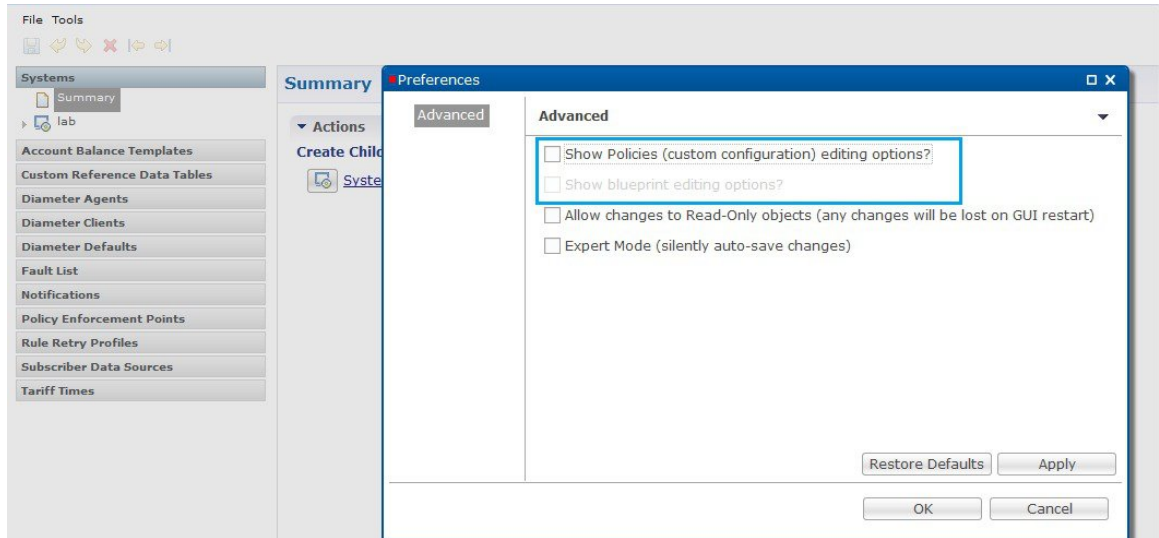 File Tools
Systems
Summary
lab
Account Balance Templates
Custom Reference Data Tables
Diameter Agents
Diameter Clients
Diameter Defaults
Fault List
Notifications
Policy Enforcement Points
Rule Retry Profiles
Subscriber Data Sources
Tariff Times
Summary
Actions
Create Child
Syste
Preferences
Advanced
Advanced
Show Policies (custom configuration) editing options?
Show blueprint editing options?
Allow changes to Read-Only objects (any changes will be lost on GUI restart)
Expert Mode (silently auto-save changes)
Restore Defaults Apply
OK Cancel